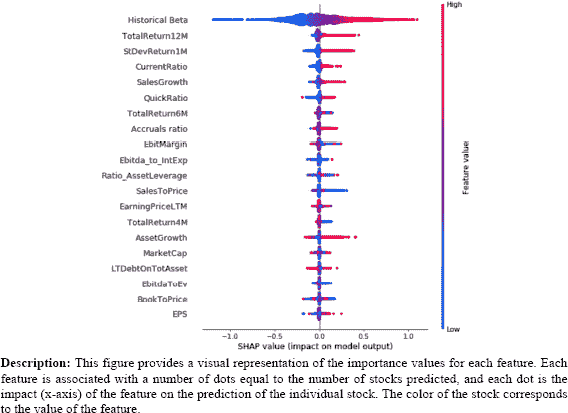 High
Historical Beta
TotalReturn12M
StDevReturn1M
CurrentRatio
SalesGrowth
QuickRatio
TotalReturn6M
Accruals ratio
EbitMargin
Ebitda_to_IntExp
Ratio_AssetLeverage
SalesToPrice
EarningPriceLTM
TotalReturn4M
AssetGrowth
MarketCap
LTDebtOnTotAsset
EbitdaToEv
BookToPrice
EPS
Feature value
Low
-1.0 -0.5 0.0 0.5 1.0
SHAP value (impact on model output)
Description: This figure provides a visual representation of the importance values for each feature. Each
feature is associated with a number of dots equal to the number of stocks predicted, and each dot is the
impact (x-axis) of the feature on the prediction of the individual stock. The color of the stock corresponds
to the value of the feature.